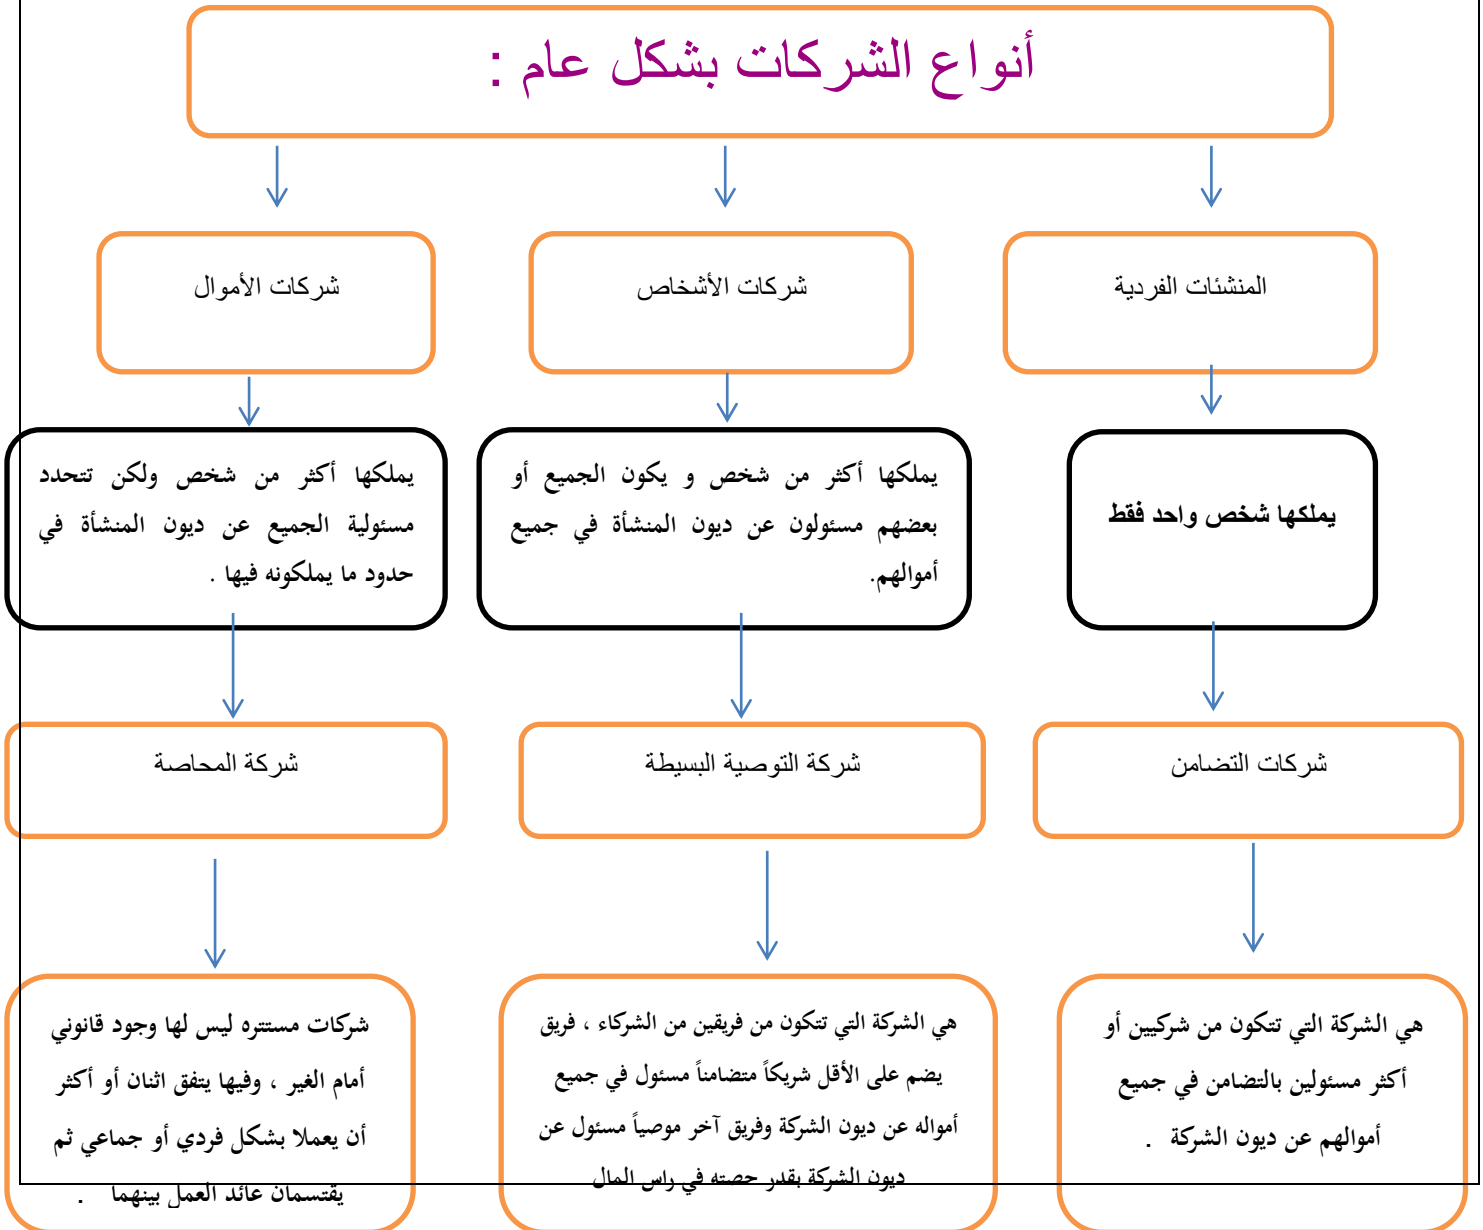 أنواع الشركات بشكل عام :
المنشئات الفردية
شركات الأشخاص
شركات الأموال
يملكها شخص واحد فقط
يملكها أكثر من شخص و يكون الجميع أو
بعضهم مسئولون عن ديون المنشأة في جميع
أموالهم.
يملكها أكثر من شخص ولكن تتحدد
مسئولية الجميع عن ديون المنشأة في
حدود ما يملكونه فيها .
شركات التضامن
شركة التوصية البسيطة
شركة المحاصة
هي الشركة التي تتكون من شركيين أو
أكثر مسئولين بالتضامن في جميع
أموالهم عن ديون الشركة .
هي الشركة التي تتكون من فريقين من الشركاء ، فريق
يضم على الأقل شريكاً متضامناً مسئول في جميع
أمواله عن ديون الشركة وفريق آخر موصياً مسئول عن
ديون الشركة بقدر حصته في راس المال
شركات مستتره ليس لها وجود قانوني
أمام الغير ، وفيها يتفق اثنان أو أكثر
أن يعملا بشكل فردي أو جماعي ثم
يقتسمان عائد العمل بينهما .